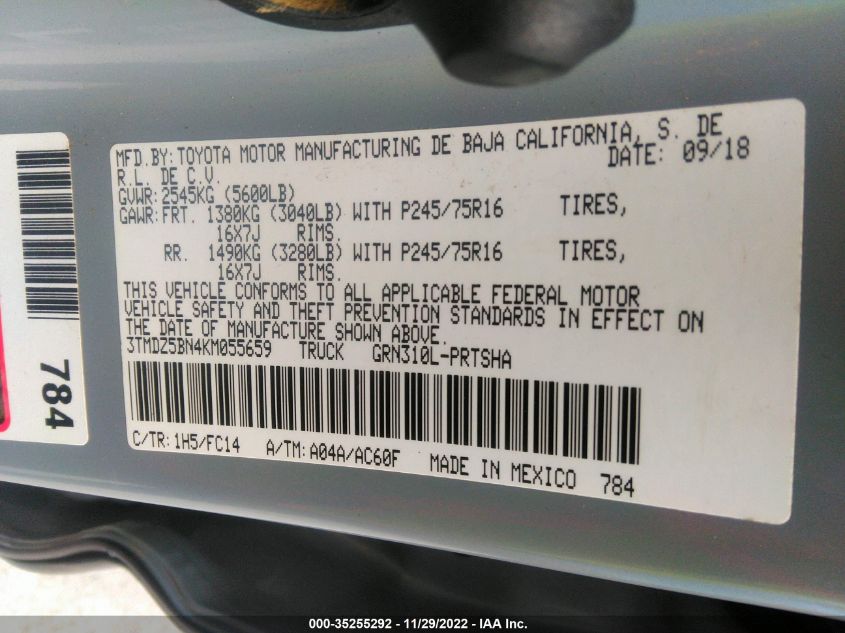 MFD.BY:TOYOTA MOTOR MANUFACTURING DE BAJA CALIFORNIA, S. DE
R.L. DE C.V. DATE: 09/18
GVWR:2545KG (5600LB)
GAWR:FRT. 1380KG (3040LB) WITH P245/75R16 TIRES,
16X7J RIMS.
RR. 1490KG (3280LB) WITH P245/75R16 TIRES,
16X7J RIMS.
THIS VEHICLE CONFORMS TO ALL APPLICABLE FEDERAL MOTOR
VEHICLE SAFETY AND THEFT PREVENTION STANDARDS IN EFFECT ON
THE DATE OF MANUFACTURE SHOWN ABOVE.
3TMDZ5BN4KM055659 TRUCK GRN310L-PRTSHA
C/TR:1H5/FC14 A/TM:A04A/AC60F MADE IN MEXICO 784
784
000-35255292 - 11/29/2022 - IAA Inc.